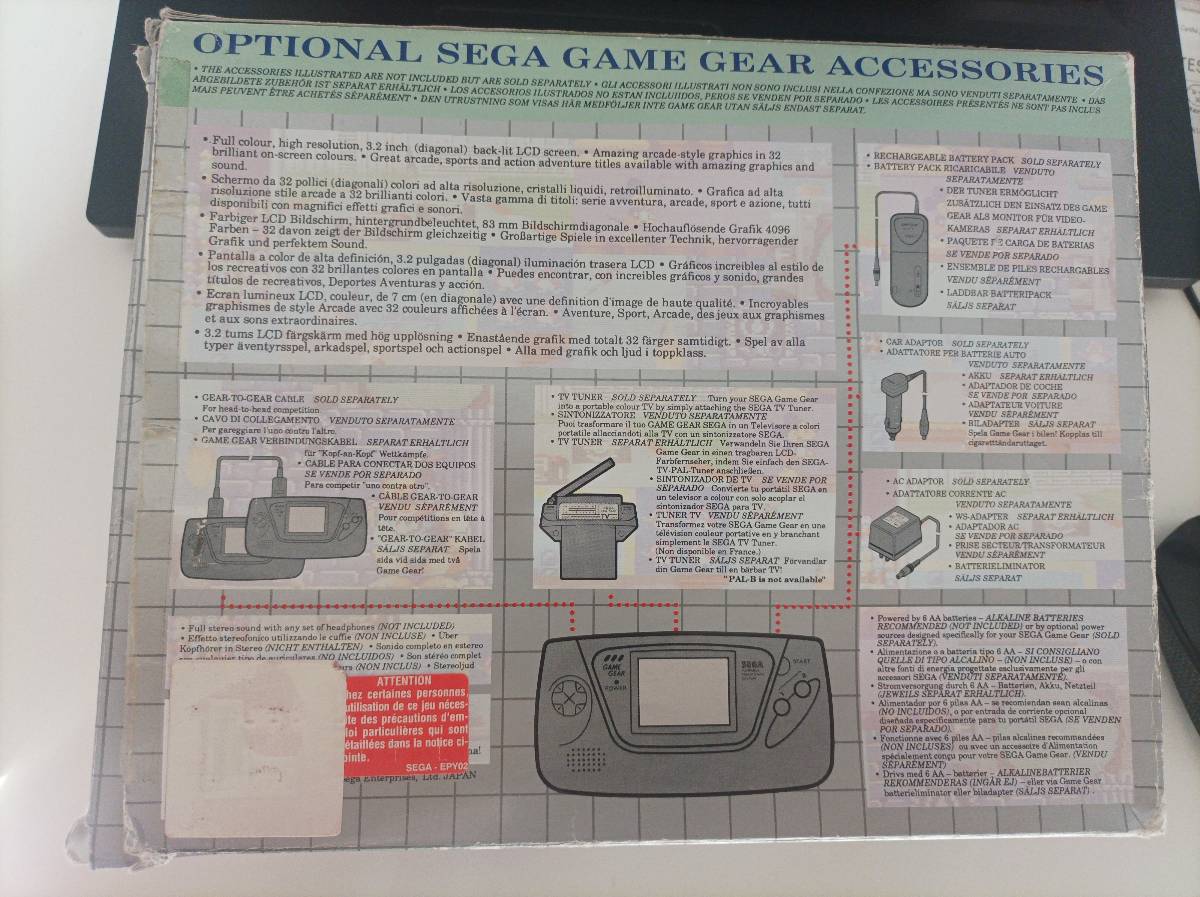 OPTIONAL SEGA GAME GEAR ACCESSORIES
• THE ACCESSORIES ILLUSTRATED ARE NOT INCLUDED BUT ARE SOLD SEPARATELY • GLI ACCESSORI ILLUSTRATI NON SONO INCLUSI NELLA CONFEZIONE MA SONO VENDUTI SEPARATAMENTE • DAS
ABGEBILDETE ZUBEHÖR IST SEPARAT ERHÄLTLICH • LOS ACCESORIOS ILUSTRADOS NO ESTAN INCLUIDOS, PEROS SE VENDEN POR SEPARADO • LES ACCESSOIRES PRÉSENTÉS NE SONT PAS INCLUS
MAIS PEUVENT ÊTRE ACHETÉS SÉPARÉMENT • DEN UTRUSTNING SOM VISAS HÄR MEDFÖLJER INTE GAME GEAR UTAN SÄLJS ENDAST SEPARAT.
• Full colour, high resolution, 3.2 inch (diagonal) back-lit LCD screen. • Amazing arcade-style graphics in 32
brilliant on-screen colours. • Great arcade, sports and action adventure titles available with amazing graphics and
sound.
• Schermo da 32 pollici (diagonali) colori ad alta risoluzione, cristalli liquidi, retroilluminato. • Grafica ad alta
risoluzione stile arcade a 32 brillianti colori. • Vasta gamma di titoli: serie avventura, arcade, sport e azione, tutti
disponibili con magnifici effetti grafici e sonori.
• Farbiger LCD Bildschirm, hintergrundbeleuchtet, 83 mm Bildschirmdiagonale • Hochauflösende Grafik 4096
Farben – 32 davon zeigt der Bildschirm gleichzeitig • Großartige Spiele in excellenter Technik, hervorragender
Grafik und perfektem Sound.
• Pantalla a color de alta definición, 3.2 pulgadas (diagonal) iluminación trasera LCD • Gráficos increibles al estilo de
los recreativos con 32 brillantes colores en pantalla • Puedes encontrar, con increibles gráficos y sonido, grandes
títulos de recreativos, Deportes Aventuras y acción.
• Ecran lumineux LCD, couleur, de 7 cm (en diagonale) avec une definition d'image de haute qualité. • Incroyables
graphismes de style Arcade avec 32 couleurs affichées à l'écran. • Aventure, Sport, Arcade, des jeux aux graphismes
et aux sons extraordinaires.
• 3.2 tums LCD färgskärm med hög upplösning • Enastående grafik med totalt 32 färger samtidigt. • Spel av alla
typer äventyrsspel, arkadspel, sportspel och actionspel • Alla med grafik och ljud i toppklass.
• RECHARGEABLE BATTERY PACK SOLD SEPARATELY
• BATTERY PACK RICARICABILE VENDUTO
SEPARATAMENTE
• DER TUNER ERMÖGLICHT
ZUSÄTZLICH DEN EINSATZ DES GAME
GEAR ALS MONITOR FÜR VIDEO-
KAMERAS SEPARAT ERHÄLTLICH
• PAQUETE DE CARGA DE BATERIAS
SE VENDE POR SEPARADO
• ENSEMBLE DE PILES RECHARGABLES
VENDU SÉPARÉMENT
• LADDBAR BATTERIPACK
SÄLJS SEPARAT
• CAR ADAPTOR SOLD SEPARATELY
• ADATTATORE PER BATTERIE AUTO
VENDUTO SEPARATAMENTE
• AKKU SEPARAT ERHÄLTLICH
• ADAPTADOR DE COCHE
SE VENDE POR SEPARADO
• ADAPTATEUR VOITURE
VENDU SÉPARÉMENT
• BILADAPTER SÄLJS SEPARAT
Spela Game Gear i bilen! Kopplas till
cigarettändaruttaget.
• AC ADAPTOR SOLD SEPARATELY
• ADATTATORE CORRENTE AC
VENDUTO SEPARATAMENTE
• WS-ADAPTER SEPARAT ERHÄLTLICH
• ADAPTADOR AC
SE VENDE POR SEPARADO
• PRISE SECTEUR/TRANSFORMATEUR
VENDU SÉPARÉMENT
• BATTERIELIMINATOR
SÄLJS SEPARAT
• GEAR-TO-GEAR CABLE SOLD SEPARATELY
For head-to-head competition
• CAVO DI COLLEGAMENTO VENDUTO SEPARATAMENTE
Per gareggiare l'uno contro l'altro.
• GAME GEAR VERBINDUNGSKABEL SEPARAT ERHÄLTLICH
für "Kopf-an-Kopf" Wettkämpfe.
• CABLE PARA CONECTAR DOS EQUIPOS
SE VENDE POR SEPARADO
Para competir "uno contra otro".
• CÂBLE GEAR-TO-GEAR
VENDU SÉPARÉMENT
Pour compétitions en tête à
tête.
• "GEAR-TO-GEAR" KABEL
SÄLJS SEPARAT Spela
sida vid sida med två
Game Gear!
• TV TUNER SOLD SEPARATELY Turn your SEGA Game Gear
into a portable colour TV by simply attaching the SEGA TV Tuner.
• SINTONIZZATORE VENDUTO SEPARATAMENTE
Puoi trasformare il tuo GAME GEAR SEGA in un Televisore a colori
portatile allacciandoti alla TV con un sintonizzatore SEGA.
• TV TUNER SEPARAT ERHÄLTLICH Verwandeln Sie Ihren SEGA
Game Gear in einen tragbaren LCD-
Farbfernseher, indem Sie einfach den SEGA-
TV-PAL-Tuner anschließen.
• SINTONIZADOR DE TV SE VENDE POR
SEPARADO Convierte tu portátil SEGA en
un televisor a colour con solo acoplar el
sintonizador SEGA para TV.
• TUNER TV VENDU SÉPARÉMENT
Transformez votre SEGA Game Gear en une
télévision couleur portative en y branchant
simplement le SEGA TV Tuner.
(Non disponible en France.)
• TV TUNER SÄLJS SEPARAT Förvandlar
din Game Gear till en bärbar TV!
"PAL-B is not available"
• Full stereo sound with any set of headphones (NOT INCLUDED)
• Effetto stereofonico utilizzando le cuffie (NON INCLUSE) • Über
Köpfhörer in Stereo (NICHT ENTHALTEN) • Sonido completo en estereo
con cualquier tipo de auriculares (NO INCLUIDOS) • Son stéréo complet
(NON INCLUS) • Stereoljud
ATTENTION
hez certaines personnes,
utilisation de ce jeu néces-
ite des précautions d'em-
loi particulières qui sont
étaillées dans la notice ci-
ointe.
SEGA - EPY02
ega Enterprises, Ltd. JAPAN
GAME GEAR
POWER
SEGA
START
1
2
• Powered by 6 AA batteries – ALKALINE BATTERIES
RECOMMENDED (NOT INCLUDED) or by optional power
sources designed specifically for your SEGA Game Gear (SOLD
SEPARATELY).
• Alimentazione o a batteria tipo 6 AA – SI CONSIGLIANO
QUELLE DI TIPO ALCALINO – (NON INCLUSE) – o con
altre fonti di energia progettate esclusivamente per gli
accessori SEGA (VENDUTI SEPARATAMENTE).
• Stromversorgung durch 6 AA – Batterien, Akku, Netzteil
(JEWEILS SEPARAT ERHÄLTLICH).
• Alimentador por 6 pilas AA – se recomiendan sean alcalinas
(NO INCLUIDOS), o por entrada de corriente opcional
diseñada especificamente para tu portátil SEGA (SE VENDEN
POR SEPARADO).
• Fonctionne avec 6 piles AA – pilas alcalines recommandées
(NON INCLUSES) ou avec un accessoire d'Alimentation
spécialement conçu pour votre SEGA Game Gear. (VENDU
SÉPARÉMENT)
• Drivs med 6 AA – batterier – ALKALINEBATTERIER
REKOMMENDERAS (INGÅR EJ) – eller via Game Gear
batterieliminator eller biladapter (SÄLJS SEPARAT).